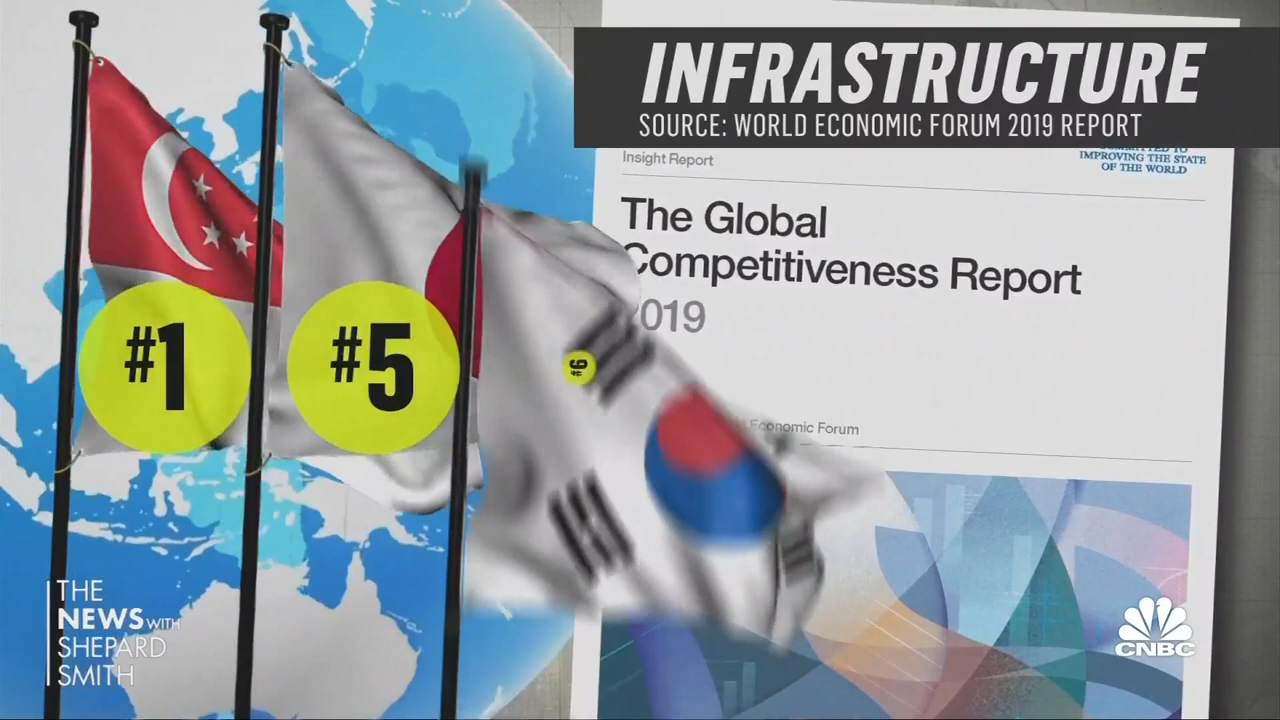 INFRASTRUCTURE
SOURCE: WORLD ECONOMIC FORUM 2019 REPORT
Insight Report
IMPROVING THE STATE
OF THE WORLD
The Global
Competitiveness Report
2019
Economic Forum
#1
#5
#6
THE
NEWS WITH
SHEPARD
SMITH
CNBC